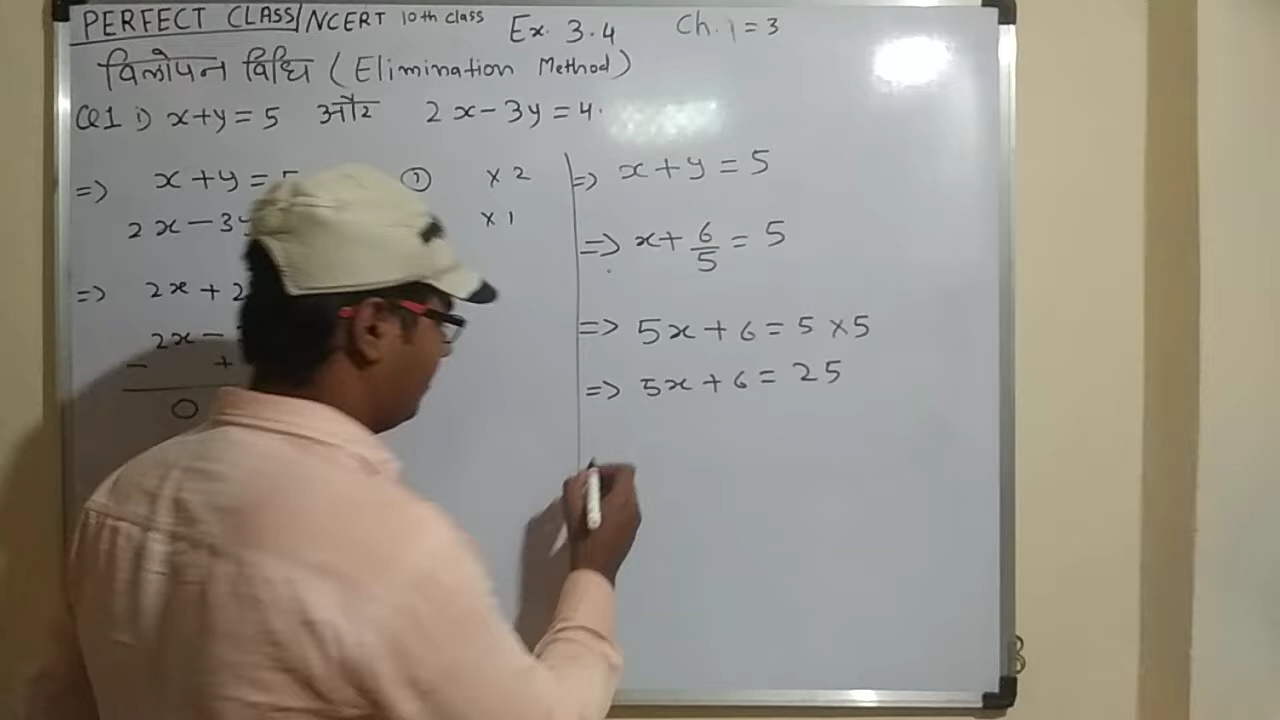 PERFECT CLASS/NCERT 10th class Ex. 3.4 Ch. 1 = 3
विलोपन विधि (Elimination Method)
Q1 i) x+y=5 और 2x-3y=4.
=> x+y= ① ×2
2x-3y ×1
=> 2x+2
2x-
- +
0
=> x+y=5
=> x+6/5=5
=> 5x+6=5×5
=> 5x+6=25